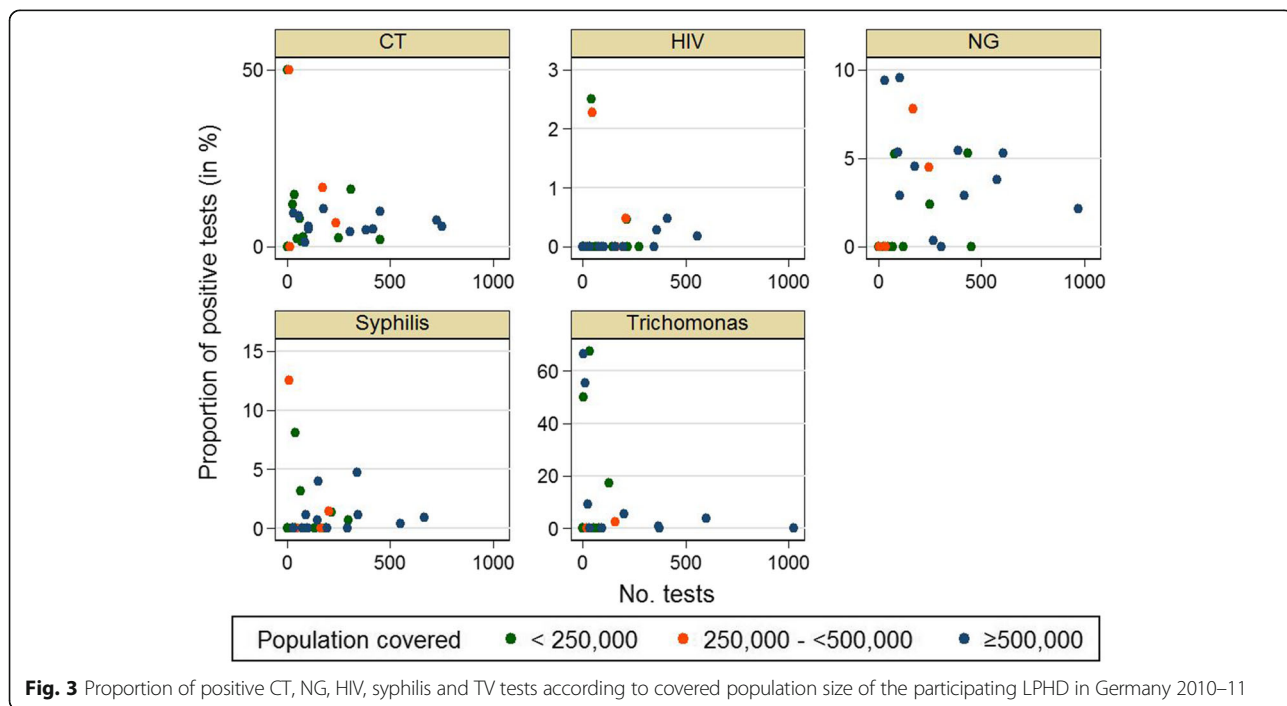 CT
HIV
NG
50
0
3
2
1
0
10
5
0
0 500 1000
0 500 1000
0 500 1000
Proportion of positive tests (in %)
Syphilis
Trichomonas
15
10
5
0
60
40
20
0
0 500 1000
0 500 1000
No. tests
Population covered < 250,000 250,000 - <500,000 ≥500,000
Fig. 3 Proportion of positive CT, NG, HIV, syphilis and TV tests according to covered population size of the participating LPHD in Germany 2010–11